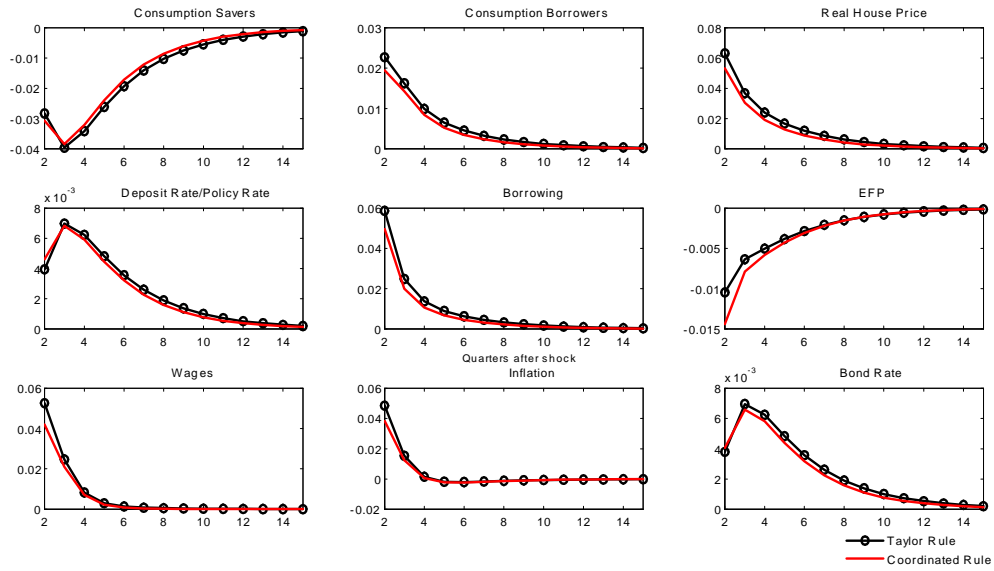 Consumption Savers
Consumption Borrowers
Real House Price
0
-0.01
-0.02
-0.03
-0.04
2 4 6 8 10 12 14
0.03
0.02
0.01
0
2 4 6 8 10 12 14
0.08
0.06
0.04
0.02
0
2 4 6 8 10 12 14
Deposit Rate/Policy Rate
Borrowing
EFP
x 10^-3
8
6
4
2
0
2 4 6 8 10 12 14
0.06
0.04
0.02
0
2 4 6 8 10 12 14
0
-0.005
-0.01
-0.015
2 4 6 8 10 12 14
Quarters after shock
Wages
Inflation
Bond Rate
0.06
0.04
0.02
0
2 4 6 8 10 12 14
0.06
0.04
0.02
0
-0.02
2 4 6 8 10 12 14
x 10^-3
8
6
4
2
0
2 4 6 8 10 12 14
Taylor Rule
Coordinated Rule